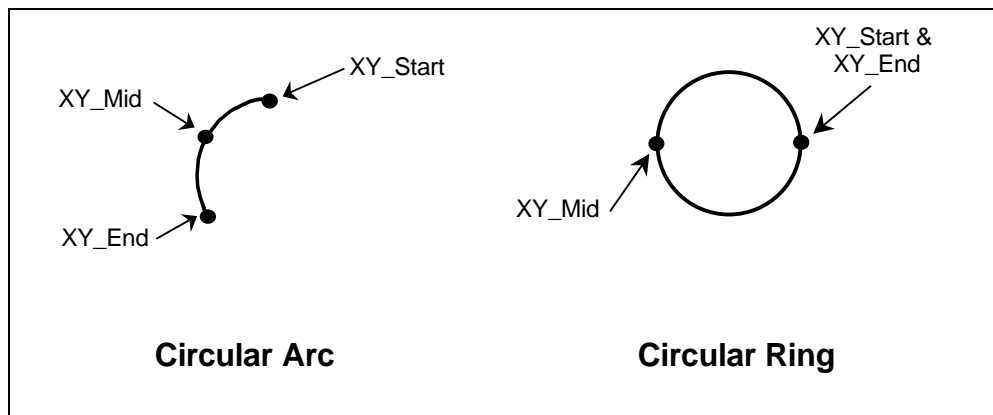 XY_Start
XY_Mid
XY_End
Circular Arc
XY_Start &
XY_End
XY_Mid
Circular Ring